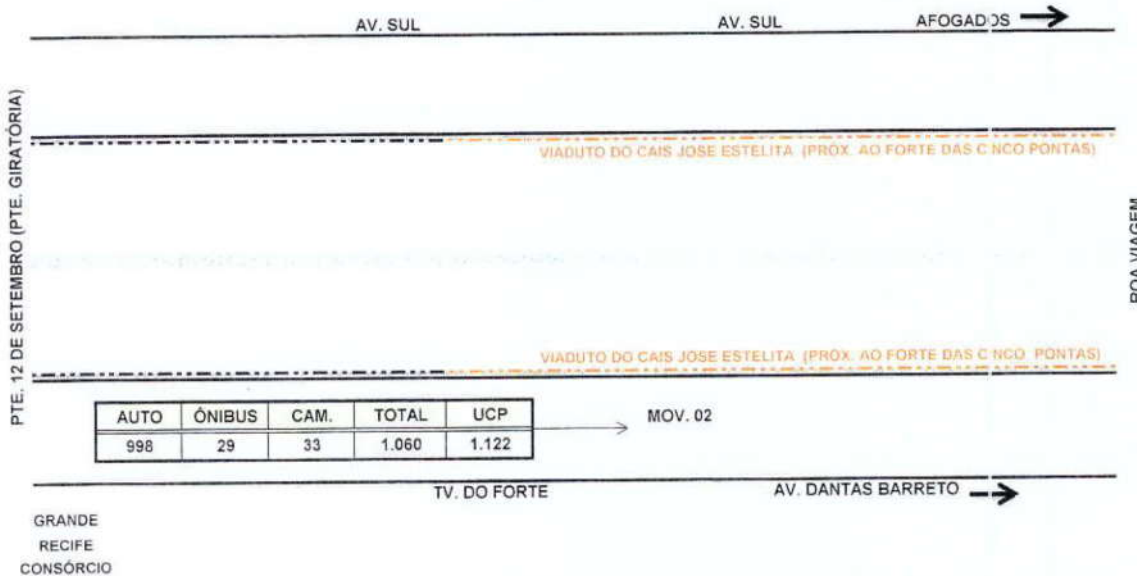 AV. SUL AV. SUL AFOGADOS
PTE. 12 DE SETEMBRO (PTE. GIRATÓRIA)
VIADUTO DO CAIS JOSE ESTELITA (PRÓX. AO FORTE DAS CINCO PONTAS)
BOA VIAGEM
VIADUTO DO CAIS JOSE ESTELITA (PRÓX. AO FORTE DAS CINCO PONTAS)
AUTO ÔNIBUS CAM. TOTAL UCP
998 29 33 1.060 1.122
MOV. 02
TV. DO FORTE AV. DANTAS BARRETO
GRANDE
RECIFE
CONSÓRCIO